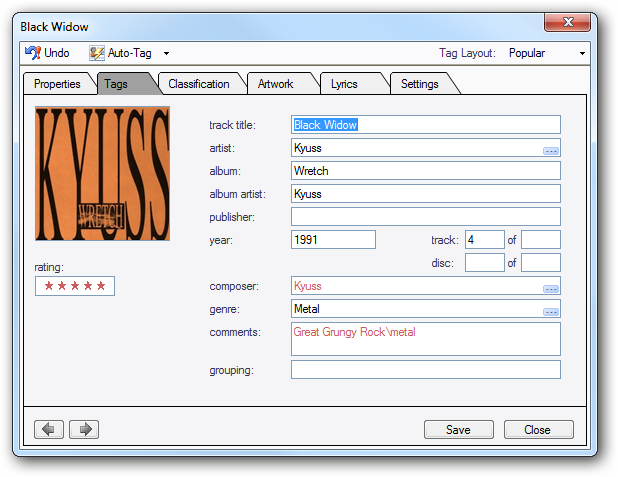 Black Widow
Undo Auto-Tag Tag Layout: Popular
Properties Tags Classification Artwork Lyrics Settings
KYUSS
WRETCH
track title: Black Widow
artist: Kyuss ...
album: Wretch
album artist: Kyuss
publisher:
year: 1991 track: 4 of
disc: of
rating:
★★★★★
composer: Kyuss ...
genre: Metal ...
comments: Great Grungy Rock\metal
grouping:
Save Close